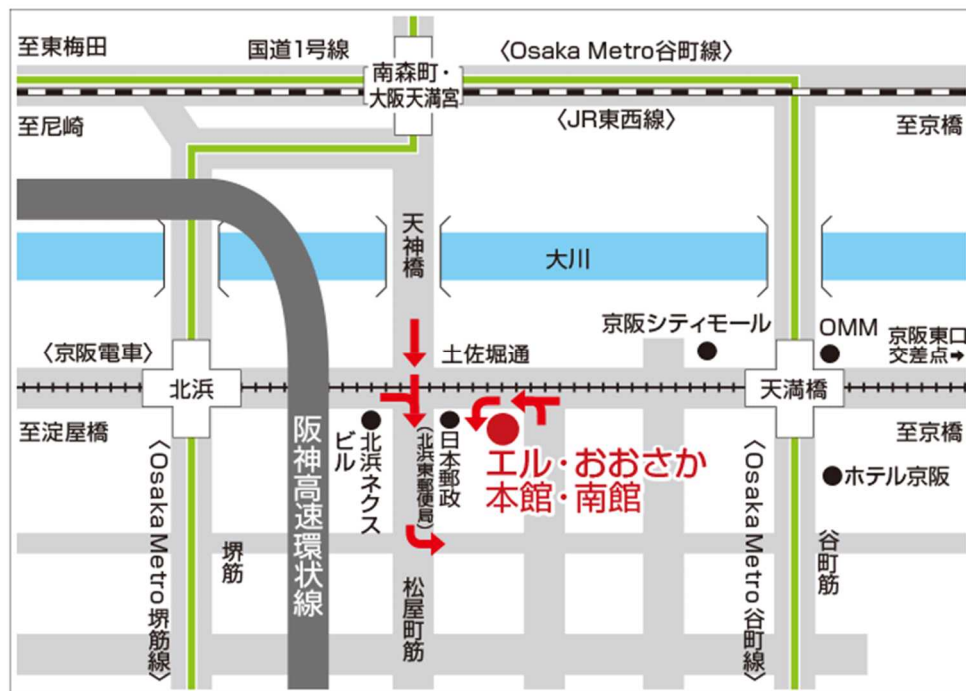 至東梅田
国道1号線
〈Osaka Metro谷町線〉
南森町・
大阪天満宮
至尼崎
〈JR東西線〉
至京橋
天神橋
大川
京阪シティモール
OMM
京阪東口
交差点➔
〈京阪電車〉
土佐堀通
北浜
天満橋
至淀屋橋
至京橋
阪神高速環状線
北浜ネクス
ビル
(北浜東郵便局)
日本郵政
エル・おおさか
本館・南館
ホテル京阪
〈Osaka Metro堺筋線〉
堺筋
松屋町筋
〈Osaka Metro谷町線〉
谷町筋